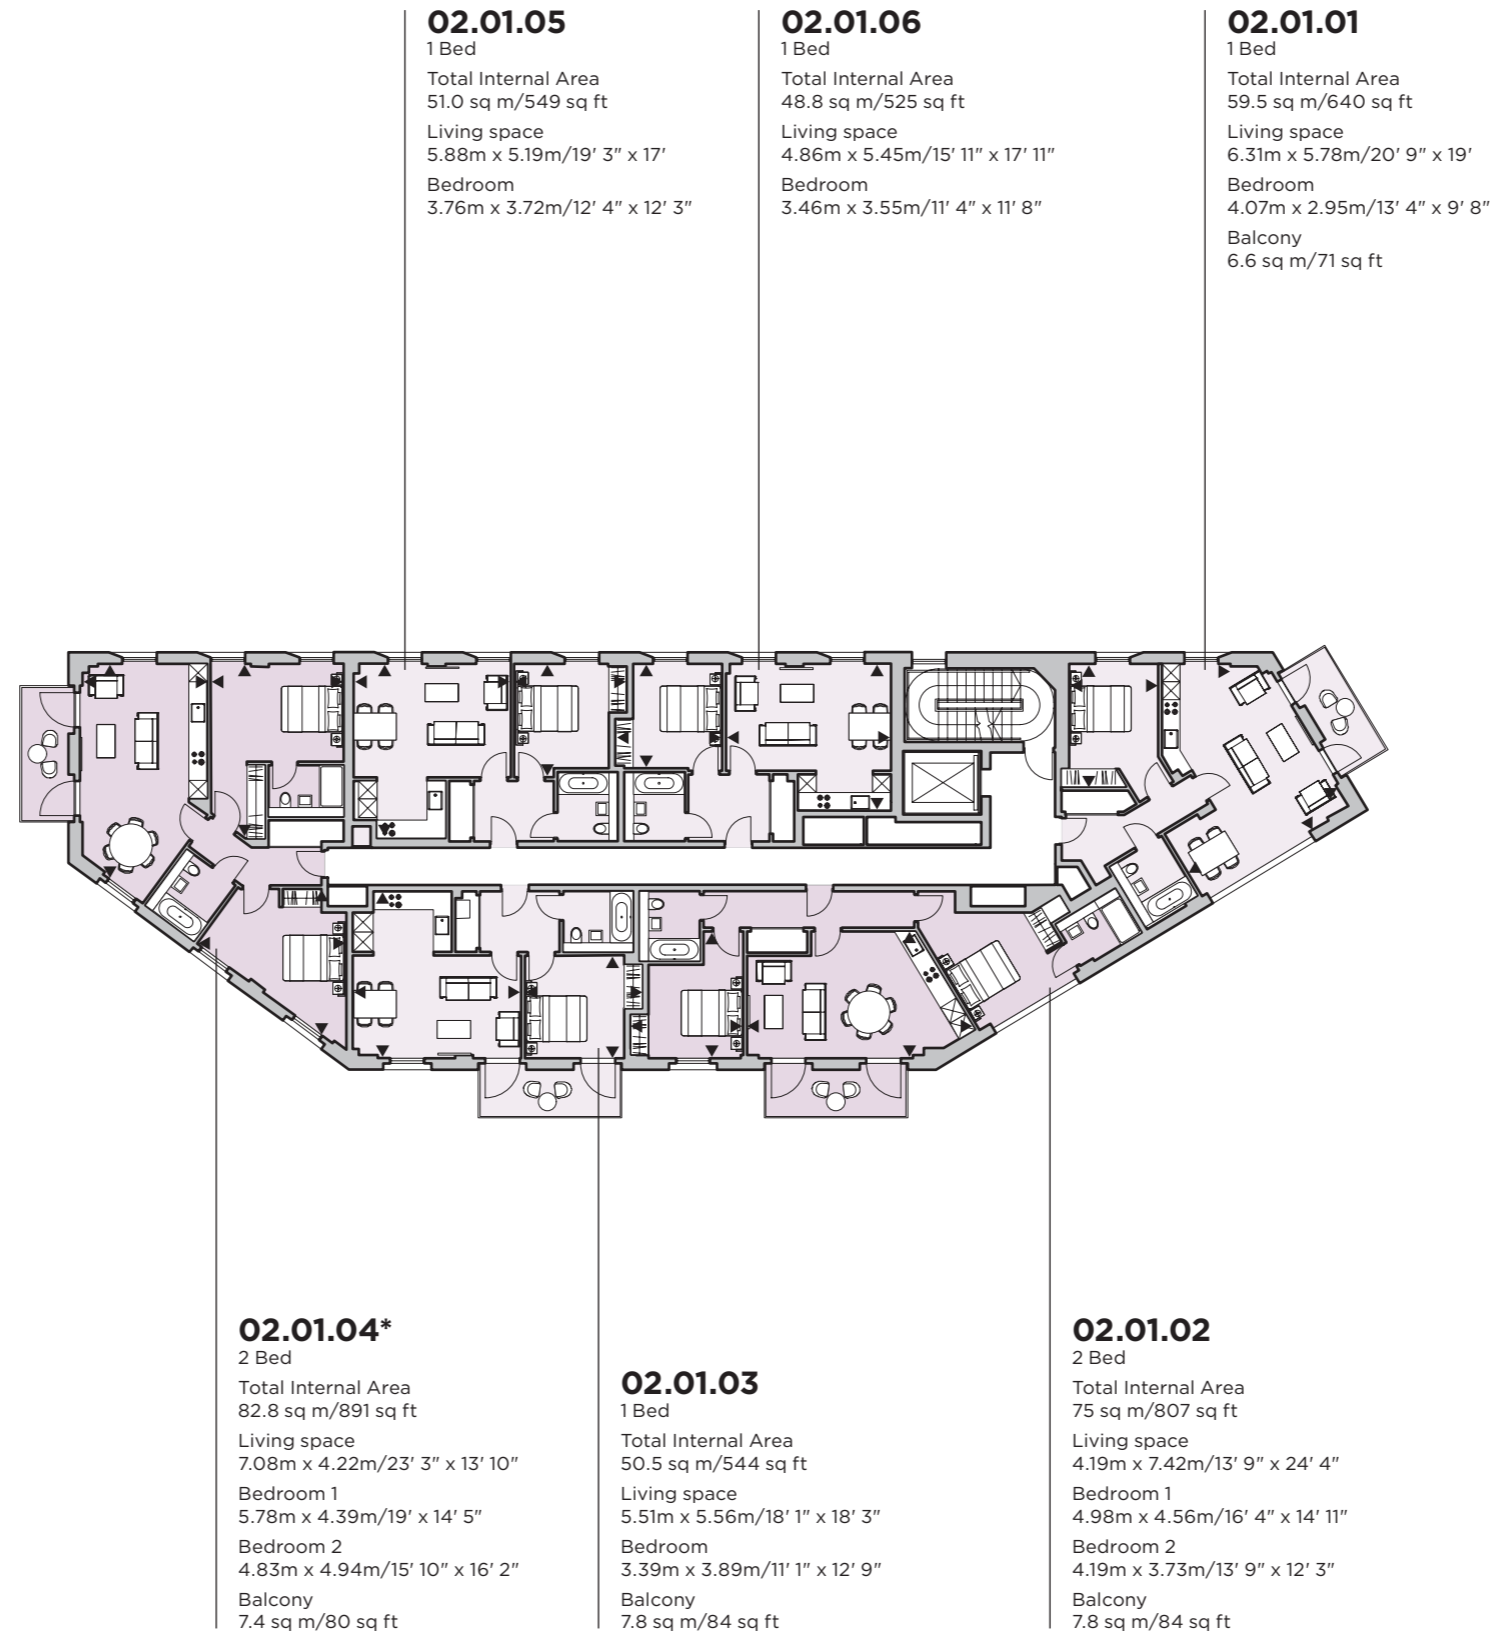 02.01.05
1 Bed
Total Internal Area
51.0 sq m/549 sq ft
Living space
5.88m x 5.19m/19' 3" x 17'
Bedroom
3.76m x 3.72m/12' 4" x 12' 3"
02.01.06
1 Bed
Total Internal Area
48.8 sq m/525 sq ft
Living space
4.86m x 5.45m/15' 11" x 17' 11"
Bedroom
3.46m x 3.55m/11' 4" x 11' 8"
02.01.01
1 Bed
Total Internal Area
59.5 sq m/640 sq ft
Living space
6.31m x 5.78m/20' 9" x 19'
Bedroom
4.07m x 2.95m/13' 4" x 9' 8"
Balcony
6.6 sq m/71 sq ft
02.01.04*
2 Bed
Total Internal Area
82.8 sq m/891 sq ft
Living space
7.08m x 4.22m/23' 3" x 13' 10"
Bedroom 1
5.78m x 4.39m/19' x 14' 5"
Bedroom 2
4.83m x 4.94m/15' 10" x 16' 2"
Balcony
7.4 sq m/80 sq ft
02.01.03
1 Bed
Total Internal Area
50.5 sq m/544 sq ft
Living space
5.51m x 5.56m/18' 1" x 18' 3"
Bedroom
3.39m x 3.89m/11' 1" x 12' 9"
Balcony
7.8 sq m/84 sq ft
02.01.02
2 Bed
Total Internal Area
75 sq m/807 sq ft
Living space
4.19m x 7.42m/13' 9" x 24' 4"
Bedroom 1
4.98m x 4.56m/16' 4" x 14' 11"
Bedroom 2
4.19m x 3.73m/13' 9" x 12' 3"
Balcony
7.8 sq m/84 sq ft